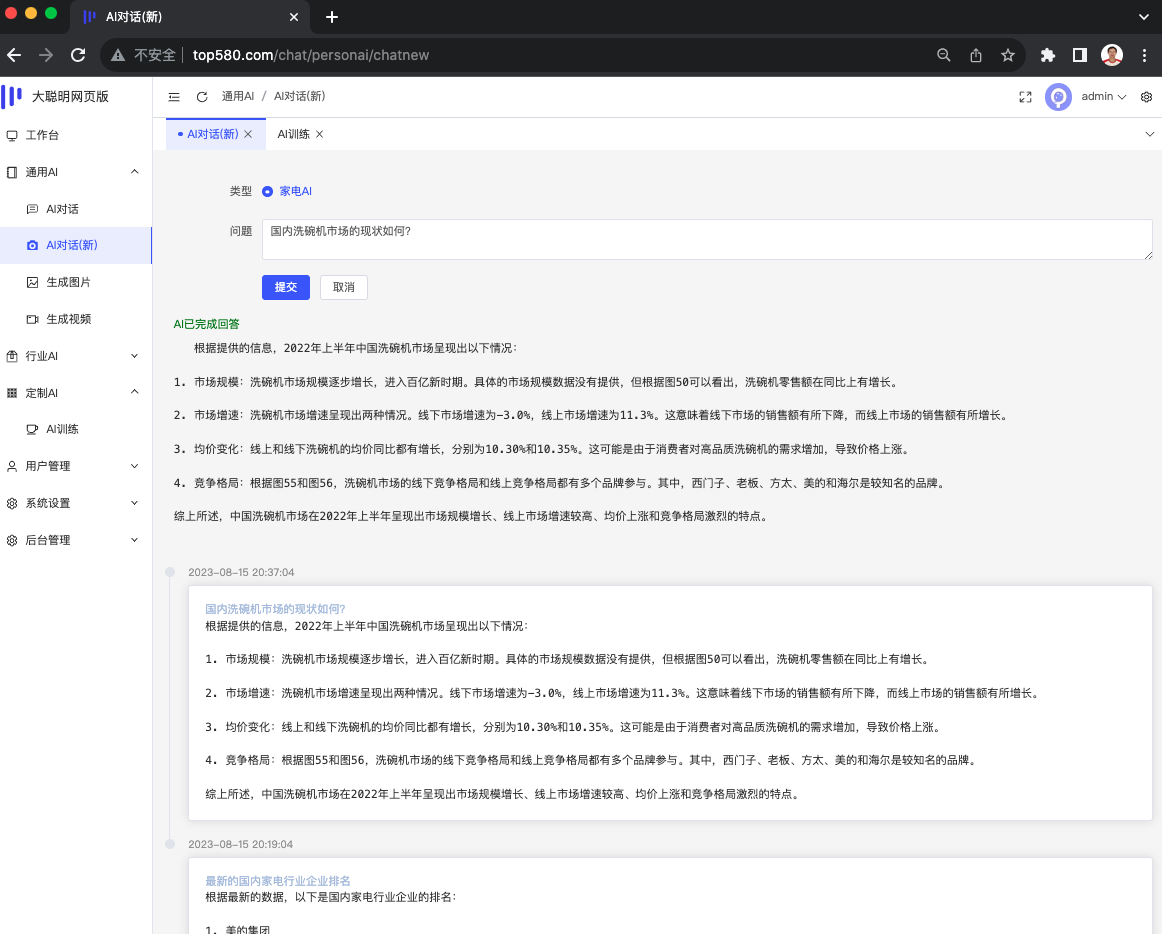 AI对话(新)
不安全 top580.com/chat/personai/chatnew
大聪明网页版
通用AI / AI对话(新)
admin
工作台
AI对话(新)
AI训练
通用AI
AI对话
AI对话(新)
生成图片
生成视频
行业AI
定制AI
AI训练
用户管理
系统设置
后台管理
类型 家电AI
问题 国内洗碗机市场的现状如何?
提交 取消
AI已完成回答
根据提供的信息，2022年上半年中国洗碗机市场呈现出以下情况：
1. 市场规模：洗碗机市场规模逐步增长，进入百亿新时期。具体的市场规模数据没有提供，但根据图50可以看出，洗碗机零售额在同比上有增长。
2. 市场增速：洗碗机市场增速呈现出两种情况。线下市场增速为-3.0%，线上市场增速为11.3%。这意味着线下市场的销售额有所下降，而线上市场的销售额有所增长。
3. 均价变化：线上和线下洗碗机的均价同比都有增长，分别为10.30%和10.35%。这可能是由于消费者对高品质洗碗机的需求增加，导致价格上涨。
4. 竞争格局：根据图55和图56，洗碗机市场的线下竞争格局和线上竞争格局都有多个品牌参与。其中，西门子、老板、方太、美的和海尔是较知名的品牌。
综上所述，中国洗碗机市场在2022年上半年呈现出市场规模增长、线上市场增速较高、均价上涨和竞争格局激烈的特点。
2023-08-15 20:37:04
国内洗碗机市场的现状如何?
根据提供的信息，2022年上半年中国洗碗机市场呈现出以下情况：
1. 市场规模：洗碗机市场规模逐步增长，进入百亿新时期。具体的市场规模数据没有提供，但根据图50可以看出，洗碗机零售额在同比上有增长。
2. 市场增速：洗碗机市场增速呈现出两种情况。线下市场增速为-3.0%，线上市场增速为11.3%。这意味着线下市场的销售额有所下降，而线上市场的销售额有所增长。
3. 均价变化：线上和线下洗碗机的均价同比都有增长，分别为10.30%和10.35%。这可能是由于消费者对高品质洗碗机的需求增加，导致价格上涨。
4. 竞争格局：根据图55和图56，洗碗机市场的线下竞争格局和线上竞争格局都有多个品牌参与。其中，西门子、老板、方太、美的和海尔是较知名的品牌。
综上所述，中国洗碗机市场在2022年上半年呈现出市场规模增长、线上市场增速较高、均价上涨和竞争格局激烈的特点。
2023-08-15 20:19:04
最新的国内家电行业企业排名
根据最新的数据，以下是国内家电行业企业的排名：
1. 美的集团